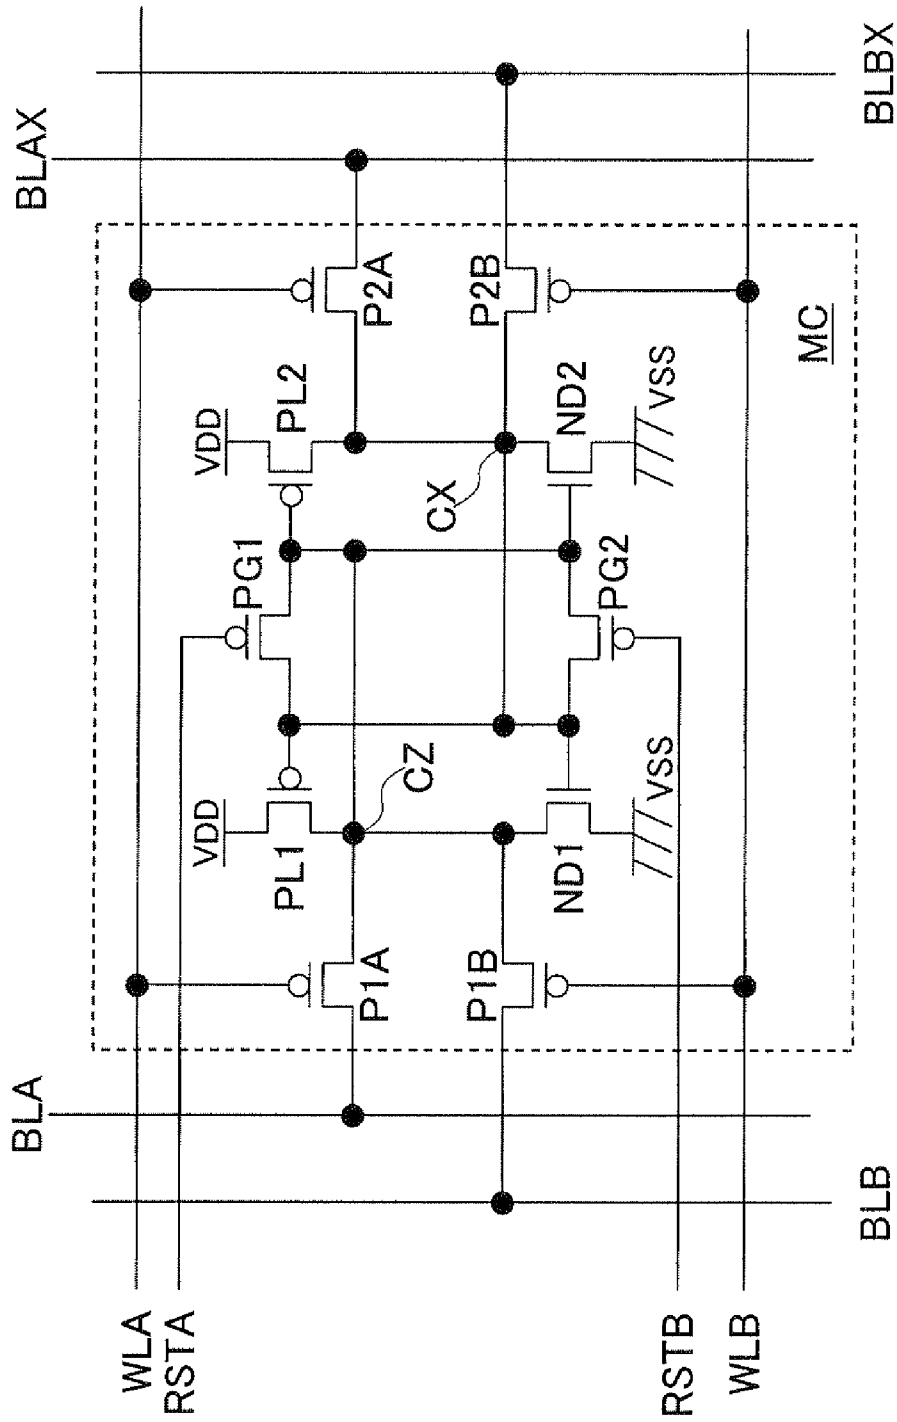 BLA
BLAX
WLA
RSTA
VDD
VDD
PG1
PL1
PL2
P1A
P2A
CZ
CX
P1B
P2B
ND1
ND2
PG2
VSS
VSS
RSTB
WLB
MC
BLB
BLBX